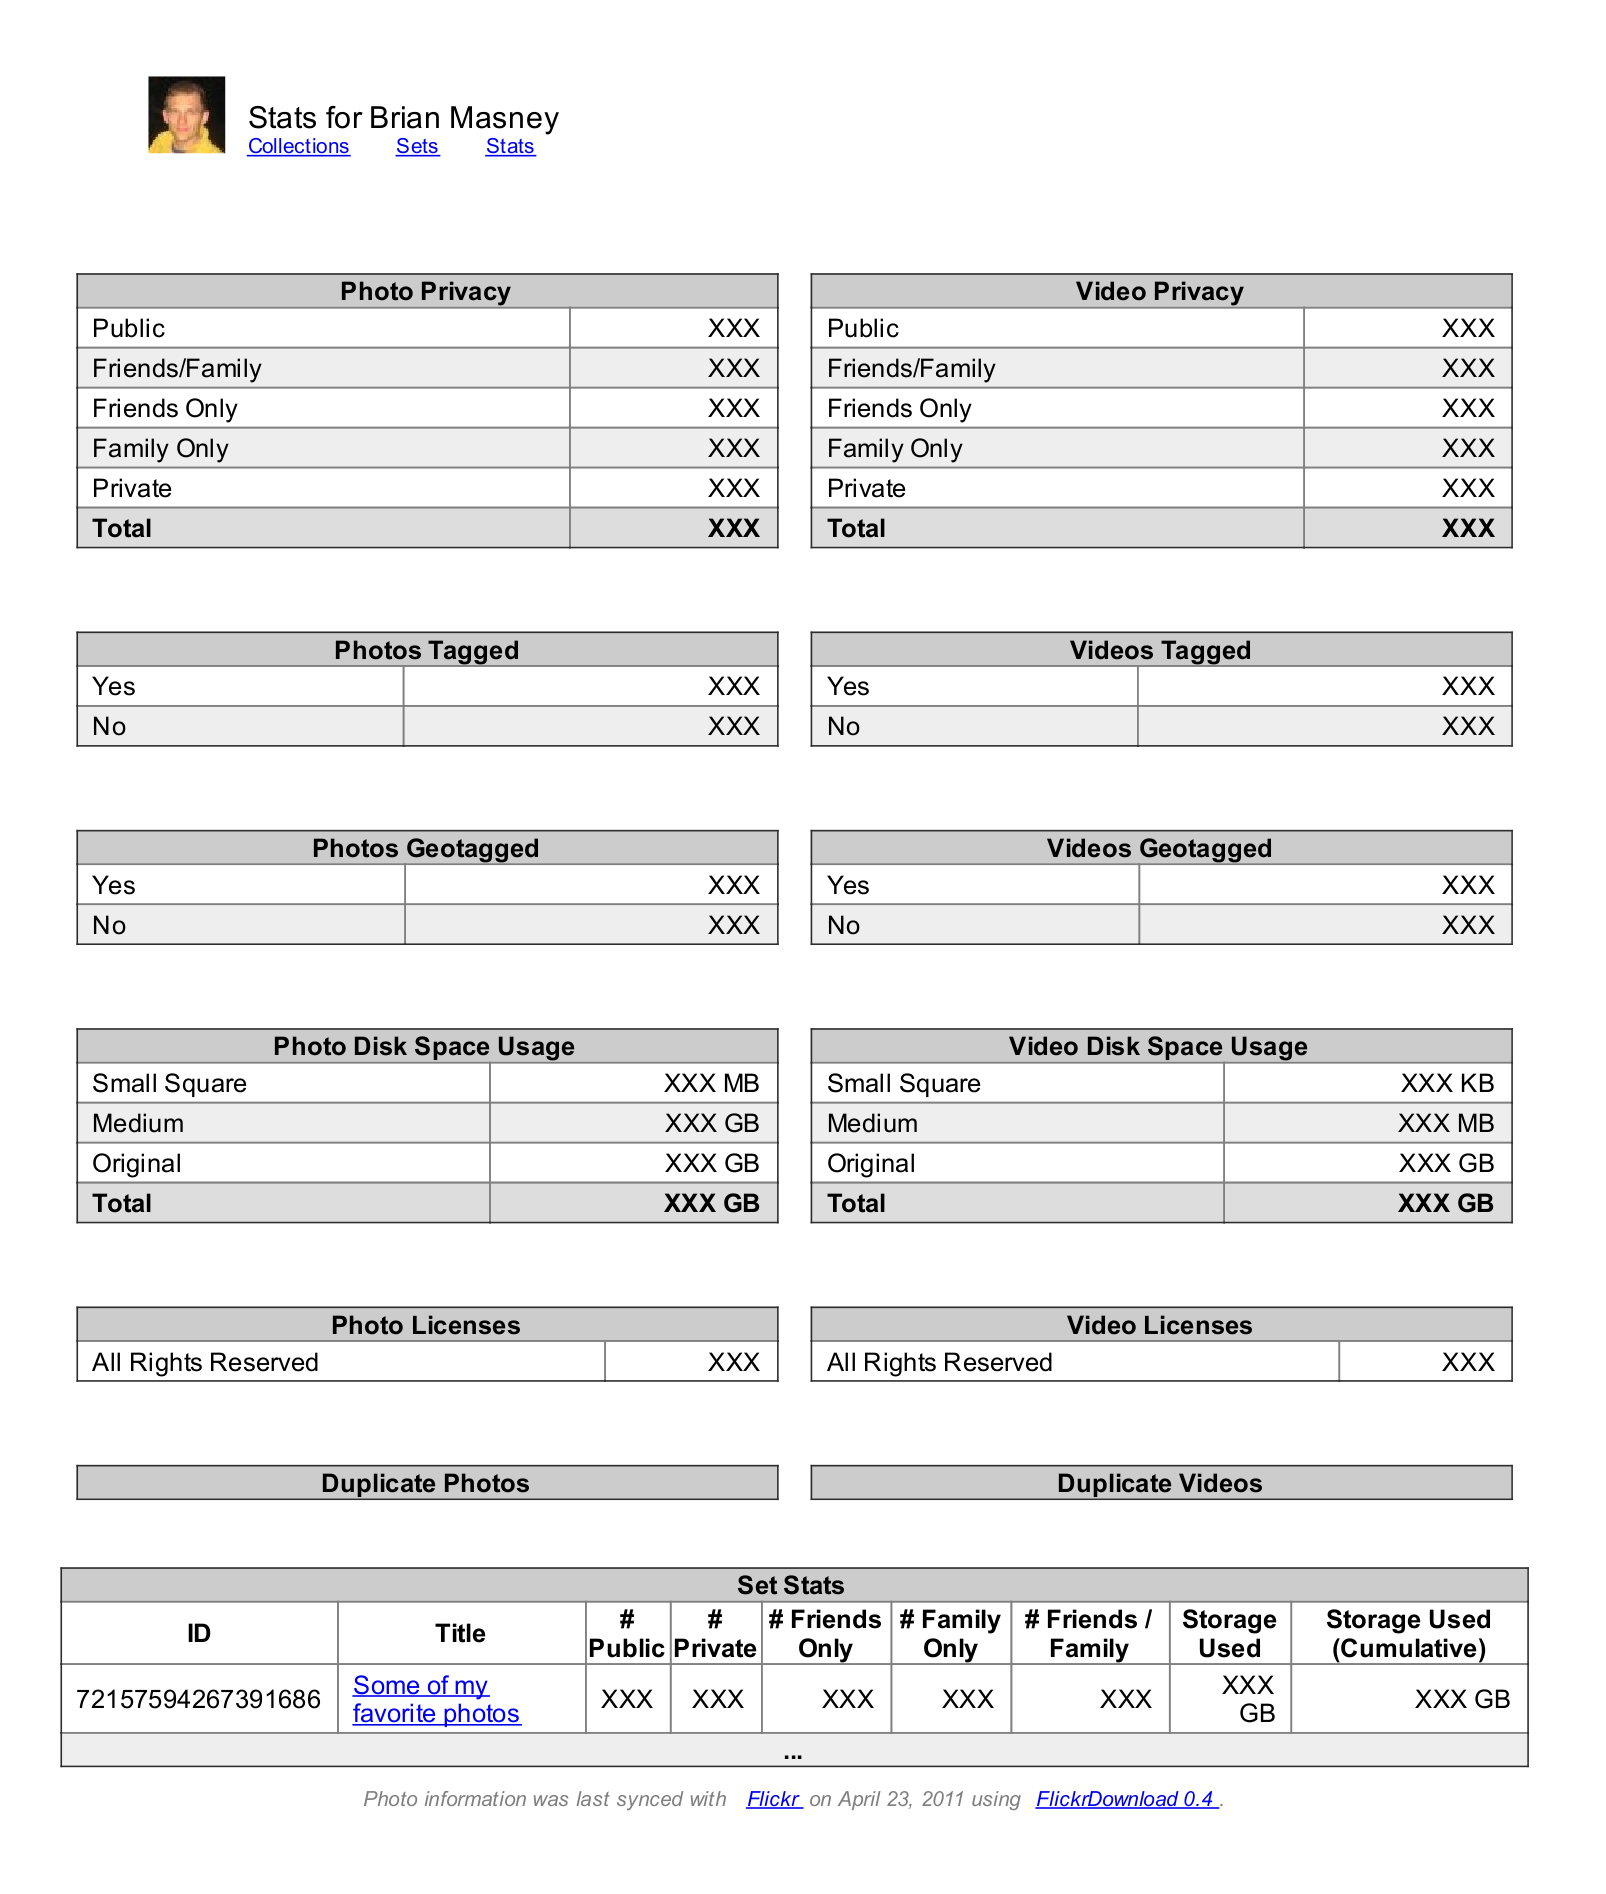 Stats for Brian Masney
Collections Sets Stats
Photo Privacy
Public XXX
Friends/Family XXX
Friends Only XXX
Family Only XXX
Private XXX
Total XXX
Video Privacy
Public XXX
Friends/Family XXX
Friends Only XXX
Family Only XXX
Private XXX
Total XXX
Photos Tagged
Yes XXX
No XXX
Videos Tagged
Yes XXX
No XXX
Photos Geotagged
Yes XXX
No XXX
Videos Geotagged
Yes XXX
No XXX
Photo Disk Space Usage
Small Square XXX MB
Medium XXX GB
Original XXX GB
Total XXX GB
Video Disk Space Usage
Small Square XXX KB
Medium XXX MB
Original XXX GB
Total XXX GB
Photo Licenses
All Rights Reserved XXX
Video Licenses
All Rights Reserved XXX
Duplicate Photos
Duplicate Videos
Set Stats
ID Title # Public # Private # Friends Only # Family Only # Friends / Family Storage Used Storage Used (Cumulative)
72157594267391686 Some of my favorite photos XXX XXX XXX XXX XXX XXX GB XXX GB
...
Photo information was last synced with Flickr on April 23, 2011 using FlickrDownload 0.4 .